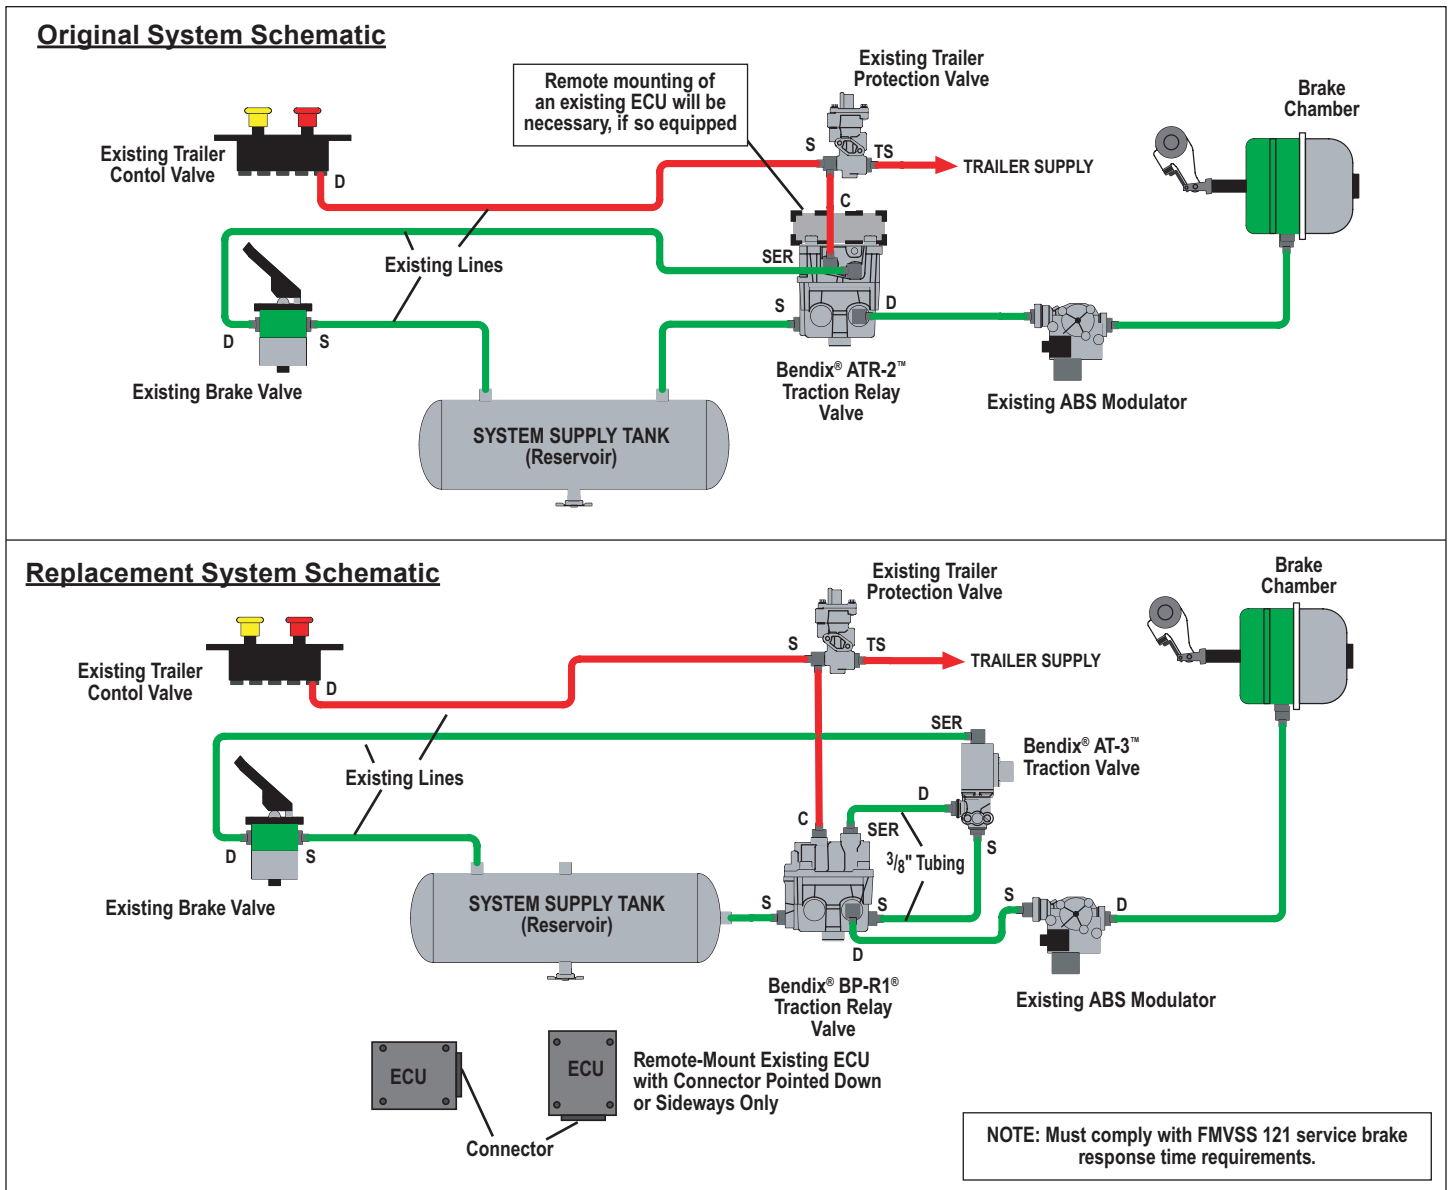 Original System Schematic
Remote mounting of
an existing ECU will be
necessary, if so equipped
Existing Trailer
Protection Valve
Brake
Chamber
Existing Trailer
Contol Valve
D
S
TS
TRAILER SUPPLY
C
Existing Lines
SER
D
S
S
D
Existing Brake Valve
Bendix® ATR-2™
Traction Relay
Valve
Existing ABS Modulator
SYSTEM SUPPLY TANK
(Reservoir)
Replacement System Schematic
Existing Trailer
Protection Valve
Brake
Chamber
Existing Trailer
Contol Valve
D
S
TS
TRAILER SUPPLY
SER
Bendix® AT-3™
Traction Valve
Existing Lines
D
C
SER
D
S
S
3/8" Tubing
Existing Brake Valve
SYSTEM SUPPLY TANK
(Reservoir)
S
S
S
D
D
Bendix® BP-R1®
Traction Relay
Valve
Existing ABS Modulator
ECU
ECU
Remote-Mount Existing ECU
with Connector Pointed Down
or Sideways Only
Connector
NOTE: Must comply with FMVSS 121 service brake
response time requirements.